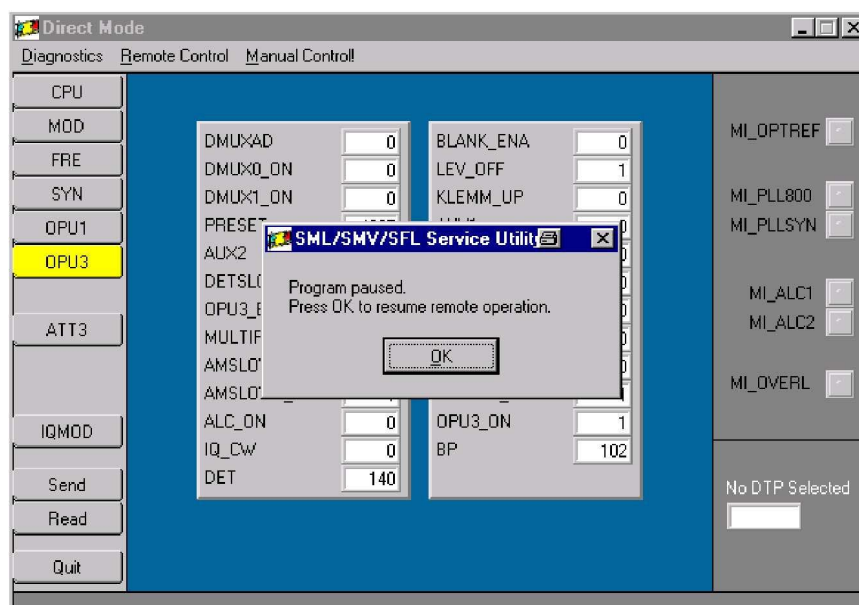 Direct Mode
Diagnostics Remote Control Manual Control!
CPU
MOD
FRE
SYN
OPU1
OPU3
ATT3
IQMOD
Send
Read
Quit
DMUXAD 0
DMUX0_ON 0
DMUX1_ON 0
PRESET
AUX2
ALC_ON 0
IQ_CW 0
DET 140
BLANK_ENA 0
LEV_OFF 1
KLEMM_UP 0
OPU3_ON 1
BP 102
SML/SMV/SFL Service Utility
Program paused.
Press OK to resume remote operation.
OK
MI_OPTREF
MI_PLL800
MI_PLLSYN
MI_ALC1
MI_ALC2
MI_OVERL
No DTP Selected